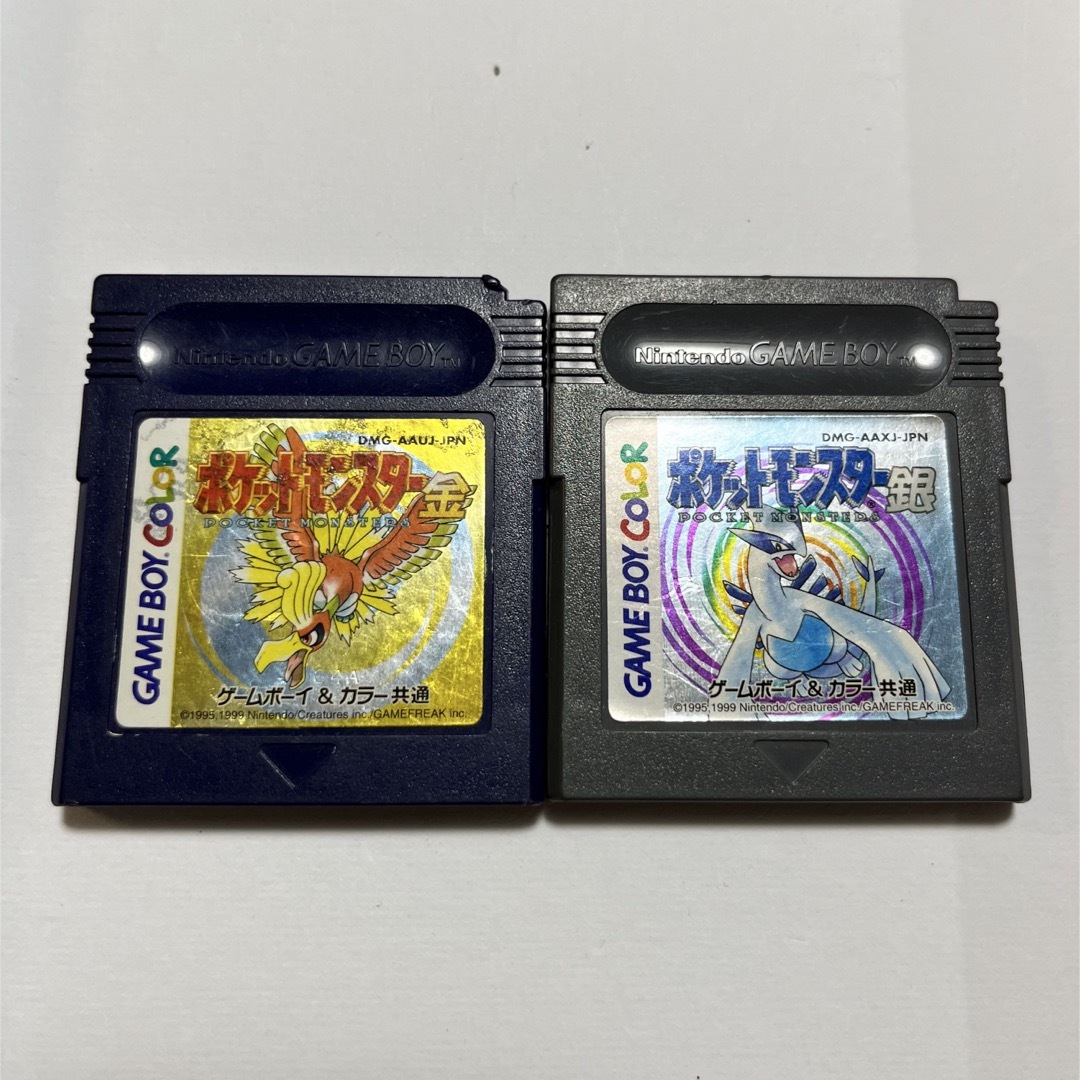 Nintendo GAME BOY TM
DMG-AAUJ-JPN
ポケットモンスター金
POCKET MONSTERS
GAME BOY COLOR
ゲームボーイ & カラー共通
©1995,1999 Nintendo/Creatures inc./GAMEFREAK inc.
Nintendo GAME BOY TM
DMG-AAXJ-JPN
ポケットモンスター銀
POCKET MONSTERS
GAME BOY COLOR
ゲームボーイ & カラー共通
©1995,1999 Nintendo/Creatures inc./GAMEFREAK inc.